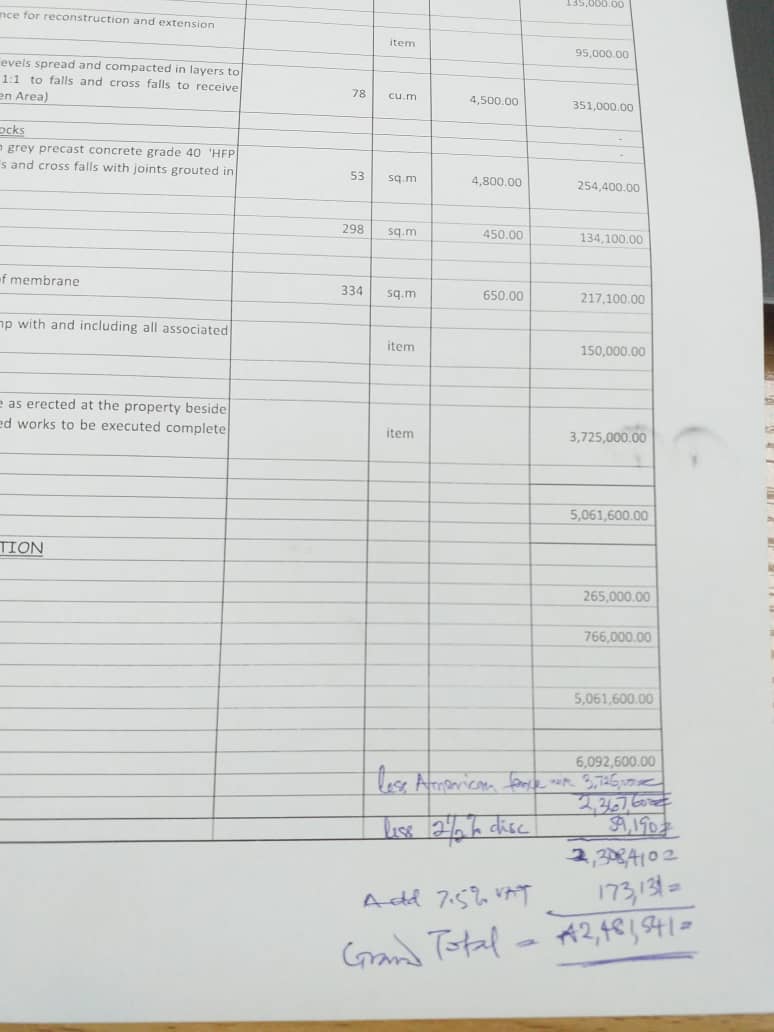 135,000.00
nce for reconstruction and extension
item 95,000.00
evels spread and compacted in layers to
1:1 to falls and cross falls to receive
en Area) 78 cu.m 4,500.00 351,000.00
-
ocks
-
grey precast concrete grade 40 'HFP
s and cross falls with joints grouted in 53 sq.m 4,800.00 254,400.00
298 sq.m 450.00 134,100.00
of membrane 334 sq.m 650.00 217,100.00
mp with and including all associated
item 150,000.00
e as erected at the property beside
ed works to be executed complete item 3,725,000.00
5,061,600.00
TION
265,000.00
766,000.00
5,061,600.00
6,092,600.00
less American fence 3,725,000
2,367,600
less 2½% disc 59,190=
2,308,410=
Add 7.5% VAT 173,131=
Grand Total = ₦2,481,541=